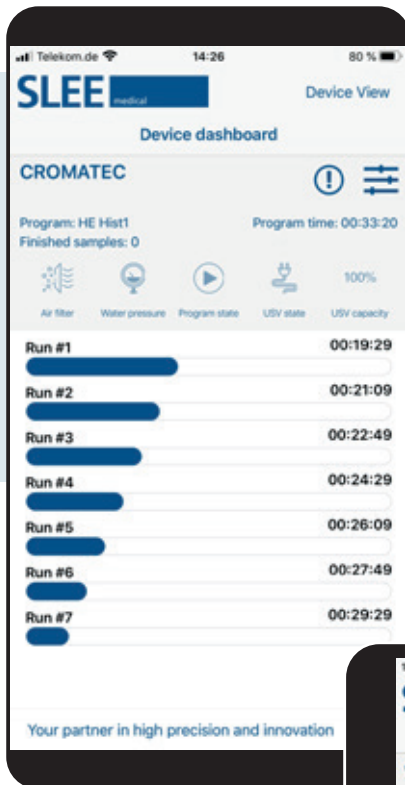 Telekom.de 14:26 80 %
SLEE medical Device View
Device dashboard
CROMATEC
Program: HE Hist1 Program time: 00:33:20
Finished samples: 0
100%
Air filter Water pressure Program state USV state USV capacity
Run #1 00:19:29
Run #2 00:21:09
Run #3 00:22:49
Run #4 00:24:29
Run #5 00:26:09
Run #6 00:27:49
Run #7 00:29:29
Your partner in high precision and innovation